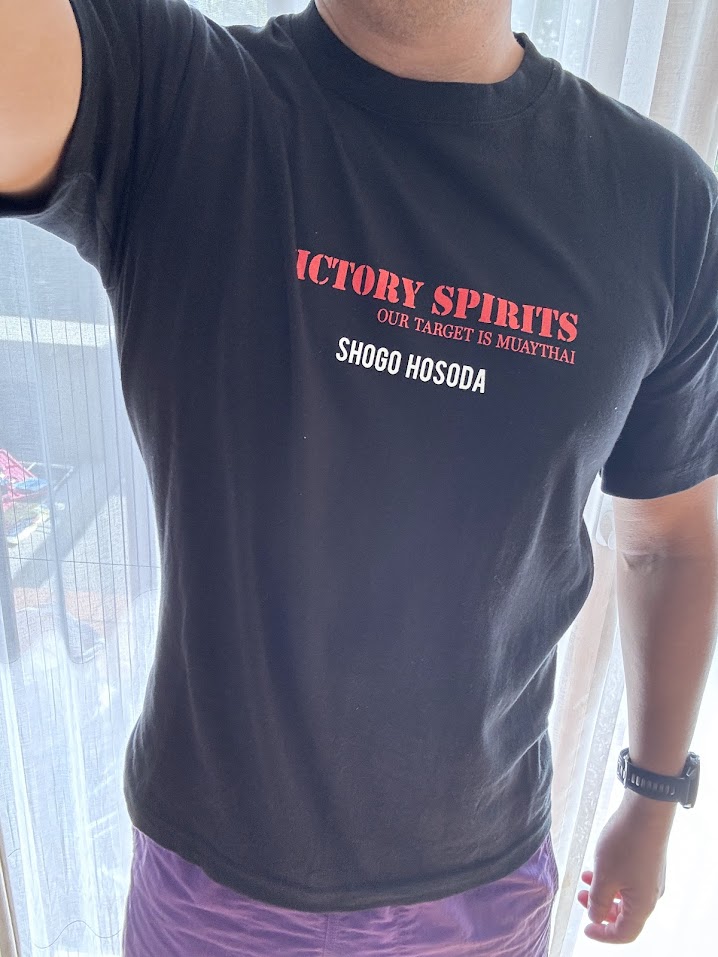 ICTORY SPIRITS
OUR TARGET IS MUAYTHAI
SHOGO HOSODA